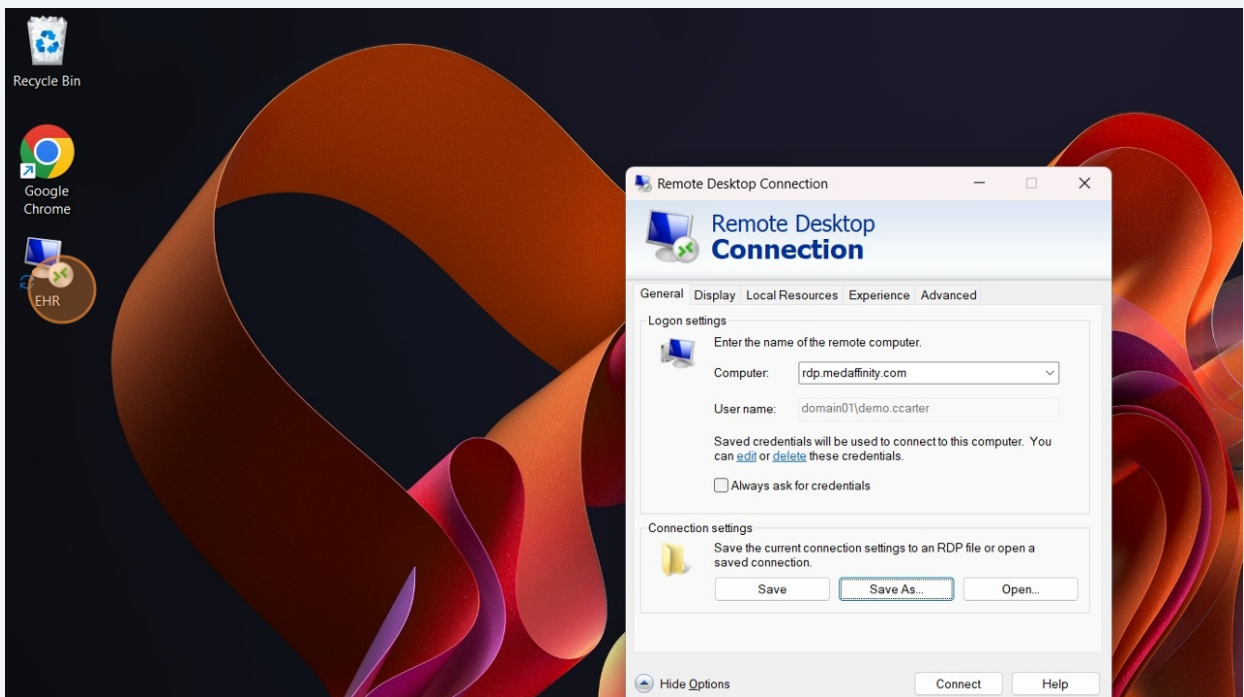 Recycle Bin
Google
Chrome
EHR
Remote Desktop Connection
Remote Desktop
Connection
General Display Local Resources Experience Advanced
Logon settings
Enter the name of the remote computer.
Computer: rdp.medaffinity.com
User name: domain01\demo.ccarter
Saved credentials will be used to connect to this computer. You
can edit or delete these credentials.
Always ask for credentials
Connection settings
Save the current connection settings to an RDP file or open a
saved connection.
Save Save As... Open...
Hide Options Connect Help